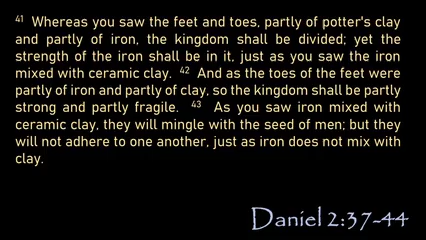 41 Whereas you saw the feet and toes, partly of potter's clay
and partly of iron, the kingdom shall be divided; yet the
strength of the iron shall be in it, just as you saw the iron
mixed with ceramic clay. 42 And as the toes of the feet were
partly of iron and partly of clay, so the kingdom shall be partly
strong and partly fragile. 43 As you saw iron mixed with
ceramic clay, they will mingle with the seed of men; but they
will not adhere to one another, just as iron does not mix with
clay.
Daniel 2:37-44